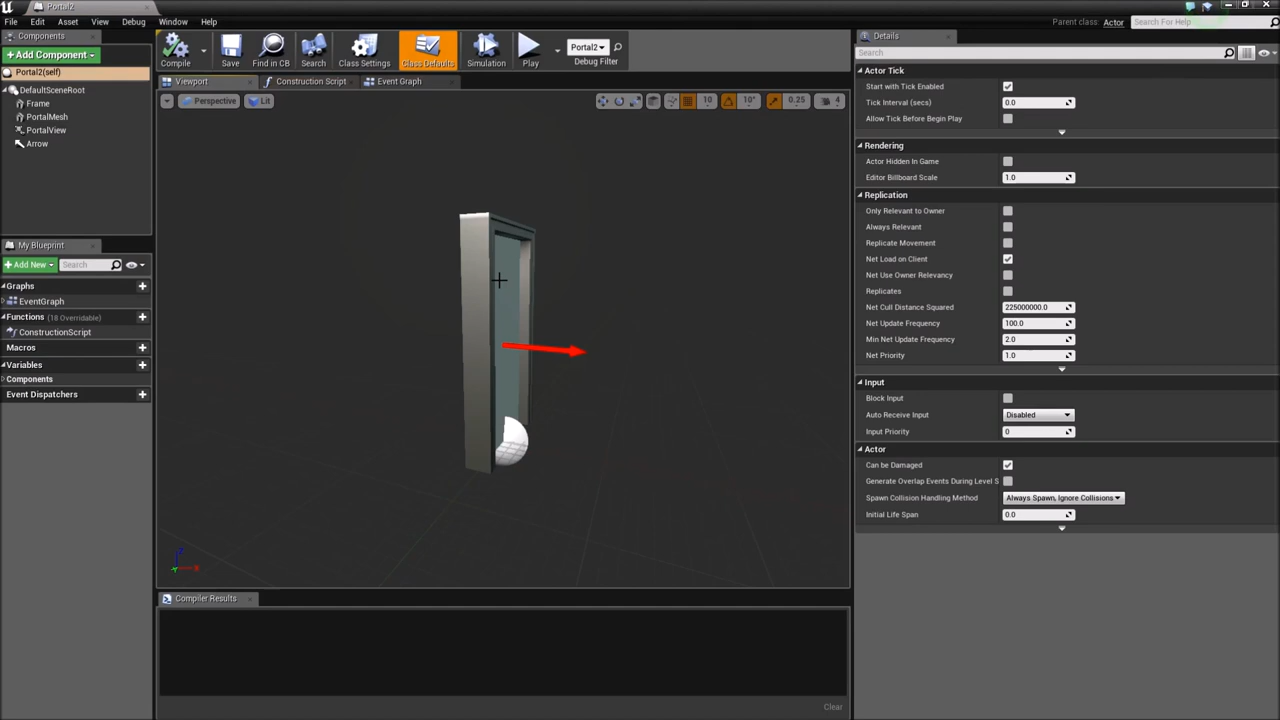 Portal2
File Edit Asset View Debug Window Help
Parent class: Actor Search For Help
Components
+Add Component
Portal2(self)
DefaultSceneRoot
Frame
PortalMesh
PortalView
Arrow
Compile Save Find in CB Search Class Settings Class Defaults Simulation Play Portal2 Debug Filter
Viewport Construction Script Event Graph
Perspective Lit 10 10° 0.25 4
My Blueprint
+Add New Search
Graphs
EventGraph
Functions (18 Overridable)
ConstructionScript
Macros
Variables
Components
Event Dispatchers
Z
X
Y
Compiler Results
Clear
Details
Search
Actor Tick
Start with Tick Enabled
Tick Interval (secs) 0.0
Allow Tick Before Begin Play
Rendering
Actor Hidden In Game
Editor Billboard Scale 1.0
Replication
Only Relevant to Owner
Always Relevant
Replicate Movement
Net Load on Client
Net Use Owner Relevancy
Replicates
Net Cull Distance Squared 225000000.0
Net Update Frequency 100.0
Min Net Update Frequency 2.0
Net Priority 1.0
Input
Block Input
Auto Receive Input Disabled
Input Priority 0
Actor
Can be Damaged
Generate Overlap Events During Level S
Spawn Collision Handling Method Always Spawn, Ignore Collisions
Initial Life Span 0.0